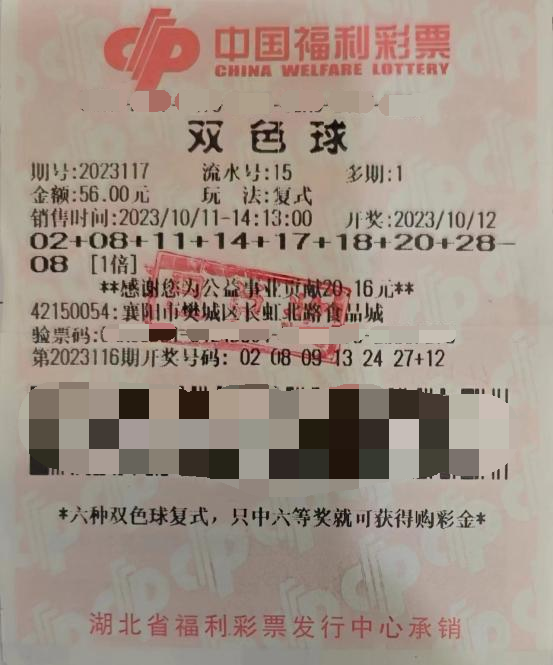 中国福利彩票
CHINA WELFARE LOTTERY
双色球
期号:2023117 流水号:15 多期:1
金额:56.00元 玩 法:复式
销售时间:2023/10/11-14:13:00 开奖:2023/10/12
02+08+11+14+17+18+20+28-
08 [1倍]
**感谢您为公益事业贡献20.16元**
42150054:襄阳市樊城区长虹北路食品城
验票码:(
第2023116期开奖号码: 02 08 09 13 24 27+12
*六种双色球复式，只中六等奖就可获得购彩金*
湖北省福利彩票发行中心承销